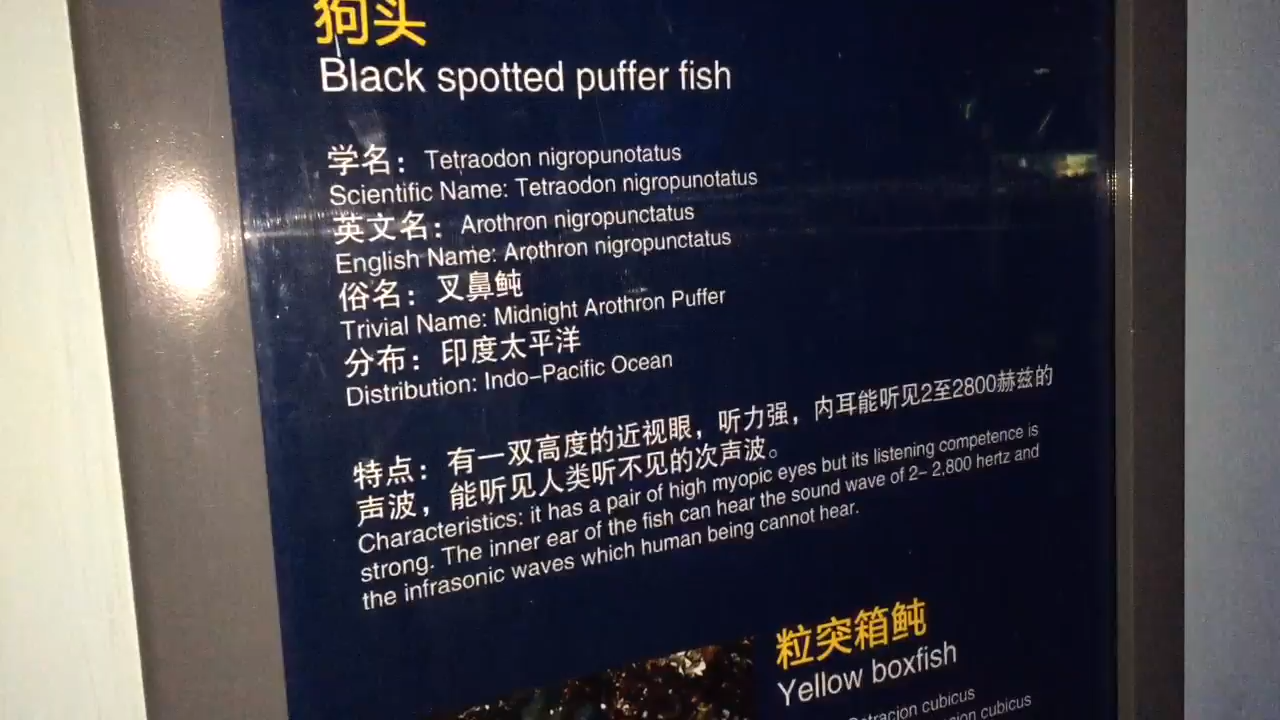 狗头
Black spotted puffer fish
学名： Tetraodon nigropunotatus
Scientific Name: Tetraodon nigropunotatus
英文名： Arothron nigropunctatus
English Name: Arothron nigropunctatus
俗名： 叉鼻鲀
Trivial Name: Midnight Arothron Puffer
分布： 印度太平洋
Distribution: Indo-Pacific Ocean
特点： 有一双高度的近视眼，听力强，内耳能听见2至2800赫兹的
声波，能听见人类听不见的次声波。
Characteristics: it has a pair of high myopic eyes but its listening competence is
strong. The inner ear of the fish can hear the sound wave of 2– 2,800 hertz and
the infrasonic waves which human being cannot hear.
粒突箱鲀
Yellow boxfish
cubicus
cubicus